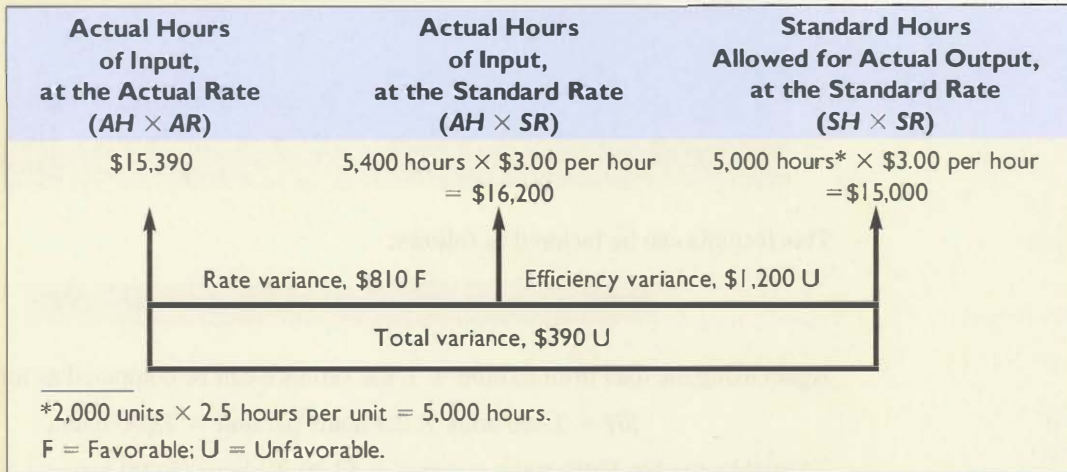 Actual Hours
of Input,
at the Actual Rate
(AH × AR)
Actual Hours
of Input,
at the Standard Rate
(AH × SR)
Standard Hours
Allowed for Actual Output,
at the Standard Rate
(SH × SR)
$15,390
5,400 hours × $3.00 per hour
= $16,200
5,000 hours* × $3.00 per hour
=$15,000
Rate variance, $810 F
Efficiency variance, $1,200 U
Total variance, $390 U
*2,000 units × 2.5 hours per unit = 5,000 hours.
F = Favorable; U = Unfavorable.